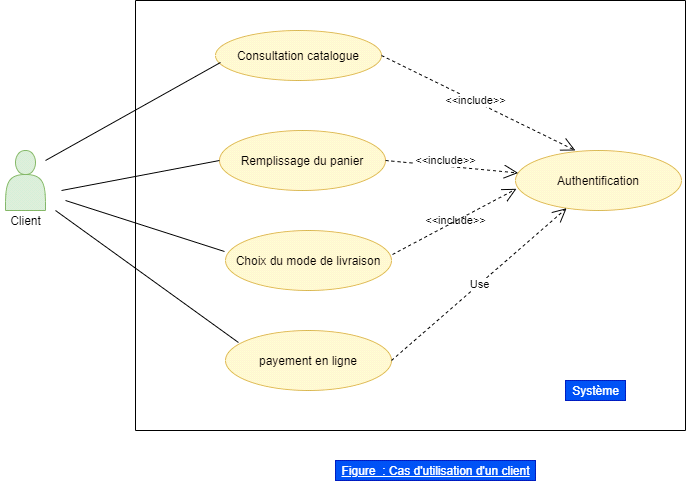 Consultation catalogue
<<include>>
Remplissage du panier
<<include>>
Authentification
Client
<<include>>
Choix du mode de livraison
Use
payement en ligne
Système
Figure : Cas d'utilisation d'un client